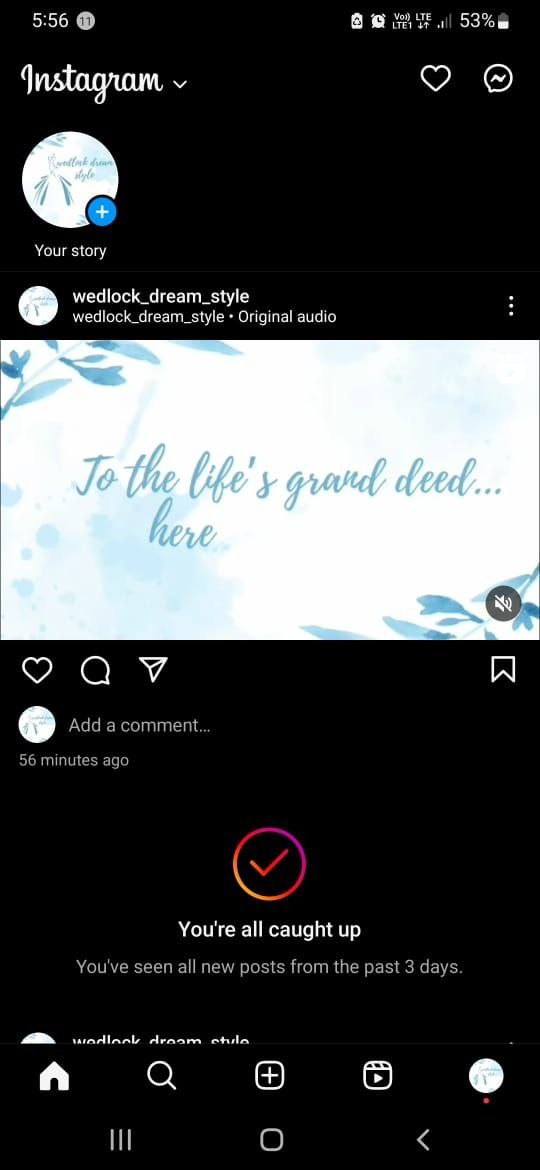 5:56 11 Vo)) LTE1 LTE 53%
Instagram
wedlock dream
style
Your story
wedlock_dream_style
wedlock_dream_style • Original audio
To the life's grand deed...
here
Add a comment...
56 minutes ago
You're all caught up
You've seen all new posts from the past 3 days.
wedlock_dream_style